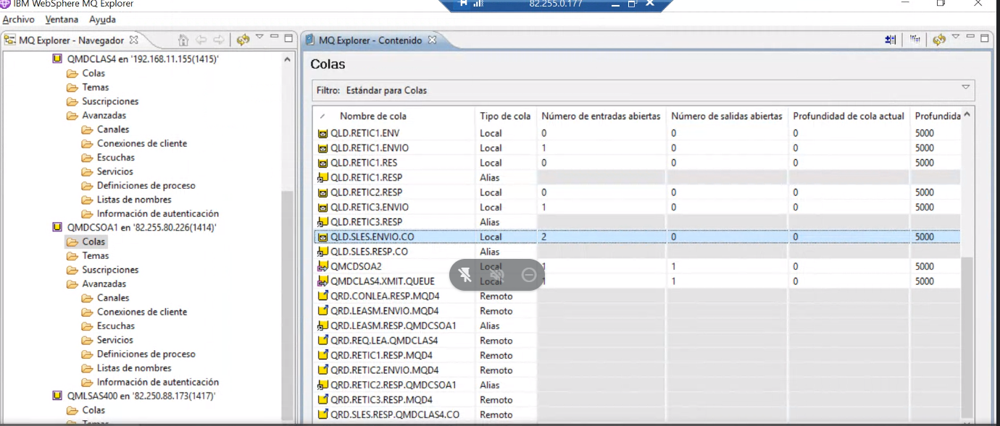 IBM WebSphere MQ Explorer
82.255.0.177
Archivo Ventana Ayuda
MQ Explorer - Navegador
QMDCLAS4 en '192.168.11.155(1415)'
Colas
Temas
Suscripciones
Avanzadas
Canales
Conexiones de cliente
Escuchas
Servicios
Definiciones de proceso
Listas de nombres
Información de autenticación
QMDCSOA1 en '82.255.80.226(1414)'
Colas
Temas
Suscripciones
Avanzadas
Canales
Conexiones de cliente
Escuchas
Servicios
Definiciones de proceso
Listas de nombres
Información de autenticación
QMLSAS400 en '82.250.88.173(1417)'
Colas
Temas
MQ Explorer - Contenido
Colas
Filtro: Estándar para Colas
Nombre de cola Tipo de cola Número de entradas abiertas Número de salidas abiertas Profundidad de cola actual Profundida
QLD.RETIC1.ENV Local 0 0 0 5000
QLD.RETIC1.ENVIO Local 1 0 0 5000
QLD.RETIC1.RES Local 0 0 0 5000
QLD.RETIC1.RESP Alias
QLD.RETIC2.RESP Local 0 0 0 5000
QLD.RETIC3.ENVIO Local 1 0 0 5000
QLD.RETIC3.RESP Alias
QLD.SLES.ENVIO.CO Local 2 0 0 5000
QLD.SLES.RESP.CO Alias
QMCDSOA2 Local 1 1 0 5000
QMDCLAS4.XMIT.QUEUE Local 1 1 0 5000
QRD.CONLEA.RESP.MQD4 Remoto
QRD.LEASM.ENVIO.MQD4 Remoto
QRD.LEASM.RESP.QMDCSOA1 Alias
QRD.REQ.LEA.QMDCLAS4 Remoto
QRD.RETIC1.RESP.MQD4 Remoto
QRD.RETIC2.ENVIO.MQD4 Remoto
QRD.RETIC2.RESP.QMDCSOA1 Alias
QRD.RETIC3.RESP.MQD4 Remoto
QRD.SLES.RESP.QMDCLAS4.CO Remoto